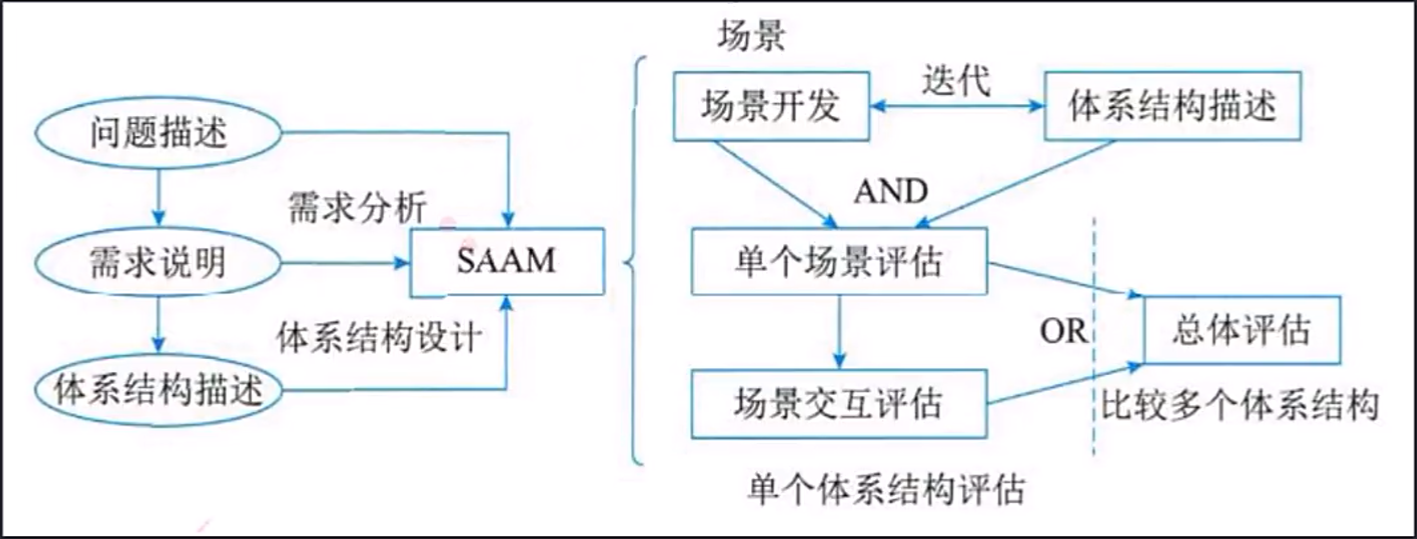 场景
场景开发
迭代
体系结构描述
问题描述
需求分析
AND
需求说明
SAAM
单个场景评估
体系结构设计
OR
总体评估
体系结构描述
场景交互评估
比较多个体系结构
单个体系结构评估